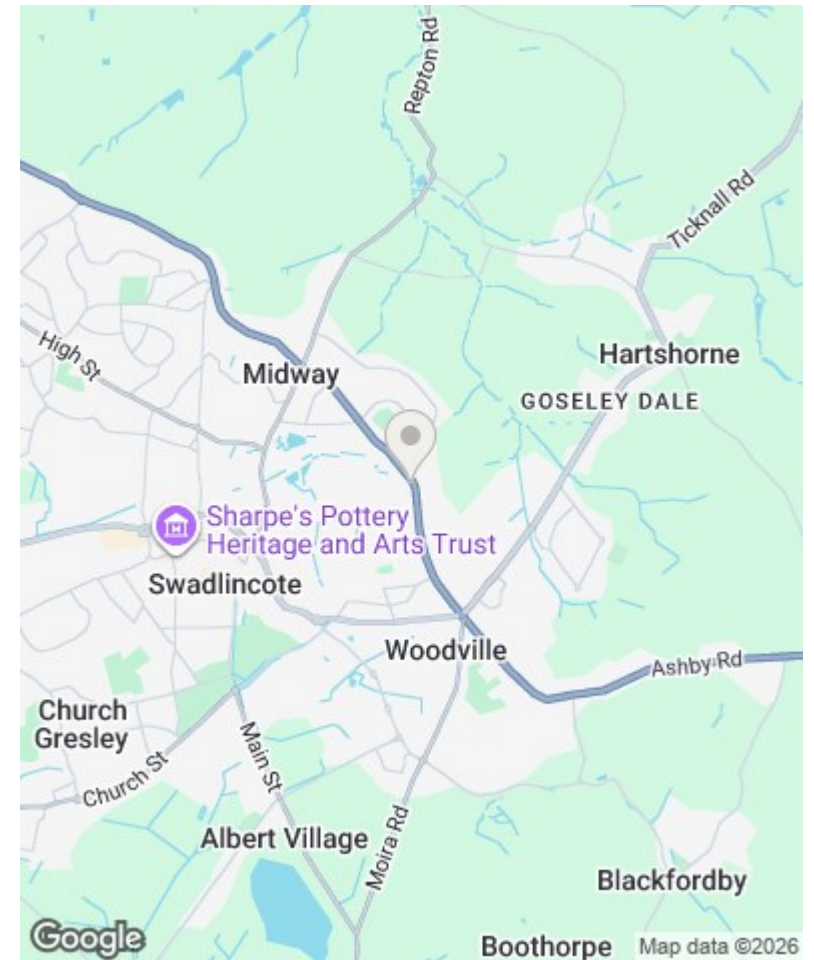 Repton Rd
Ticknall Rd
High St
Midway
Hartshorne
GOSELEY DALE
Sharpe's Pottery
Heritage and Arts Trust
Swadlincote
Woodville
Ashby Rd
Church
Gresley
Main St
Church St
Albert Village
Moira Rd
Blackfordby
Boothorpe
Google
Map data ©2026